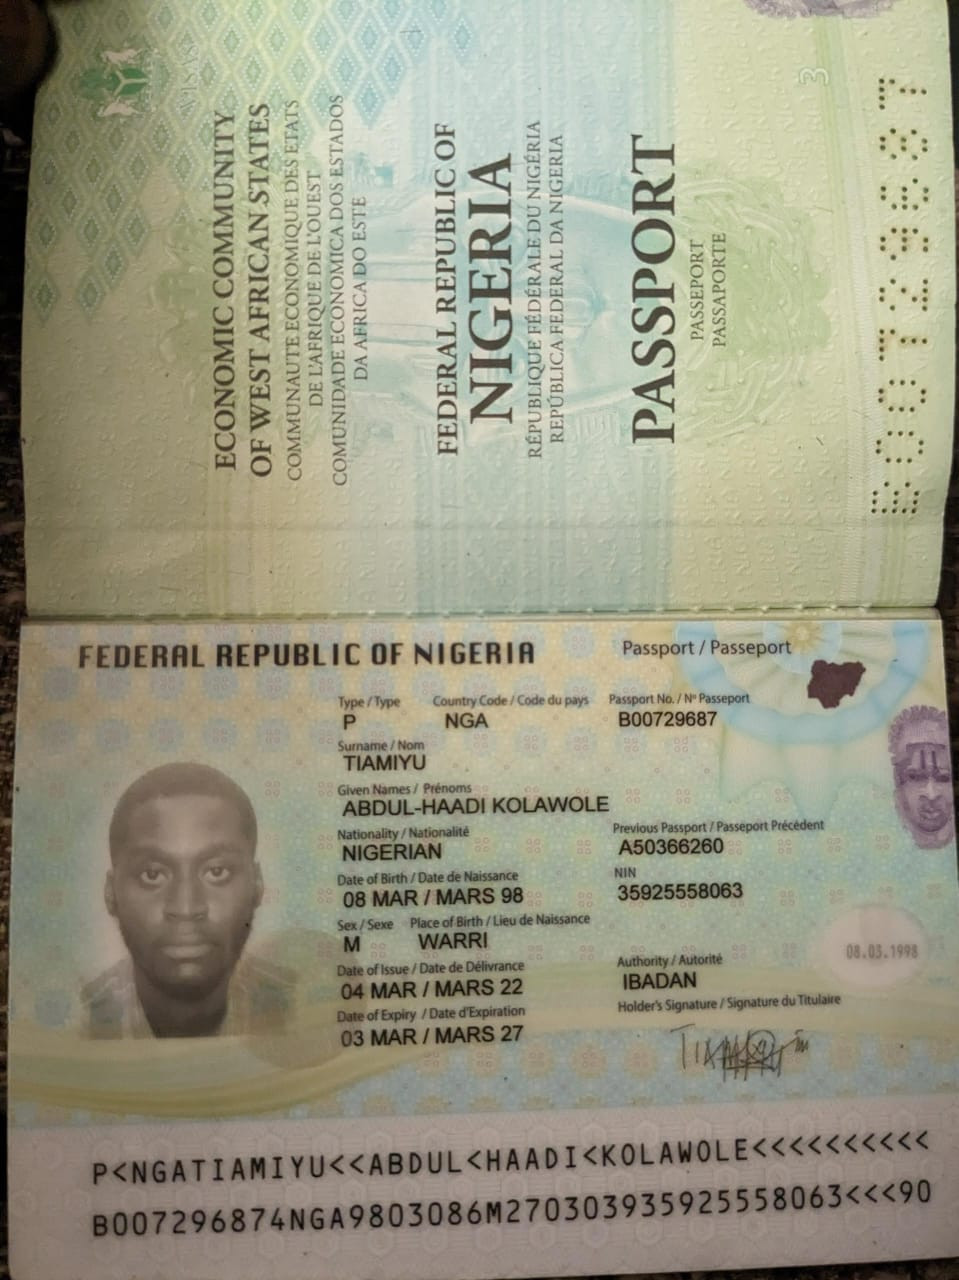 ECONOMIC COMMUNITY
OF WEST AFRICAN STATES
COMMUNAUTE ECONOMIQUE DES ETATS
DE L'AFRIQUE DE L'OUEST
COMUNIDADE ECONOMICA DOS ESTADOS
DA AFRICA DO ESTE
FEDERAL REPUBLIC OF
NIGERIA
RÉPUBLIQUE FÉDÉRALE DU NIGÉRIA
REPÚBLICA FEDERAL DA NIGERIA
PASSPORT
PASSEPORT
PASSAPORTE
3
FEDERAL REPUBLIC OF NIGERIA
Passport / Passeport
Type / Type Country Code / Code du pays Passport No. / Nº Passeport
P NGA B00729687
Surname / Nom
TIAMIYU
Given Names / Prénoms
ABDUL-HAADI KOLAWOLE
Nationality / Nationalité Previous Passport / Passeport Précédent
NIGERIAN A50366260
Date of Birth / Date de Naissance NIN
08 MAR / MARS 98 35925558063
Sex / Sexe Place of Birth / Lieu de Naissance
M WARRI
08.03.1998
Date of Issue / Date de Délivrance Authority / Autorité
04 MAR / MARS 22 IBADAN
Date of Expiry / Date d'Expiration Holder's Signature / Signature du Titulaire
03 MAR / MARS 27
P<NGATIAMIYU<<ABDUL<HAADI<KOLAWOLE<<<<<<<<<<
B007296874NGA9803086M270303935925558063<<<90